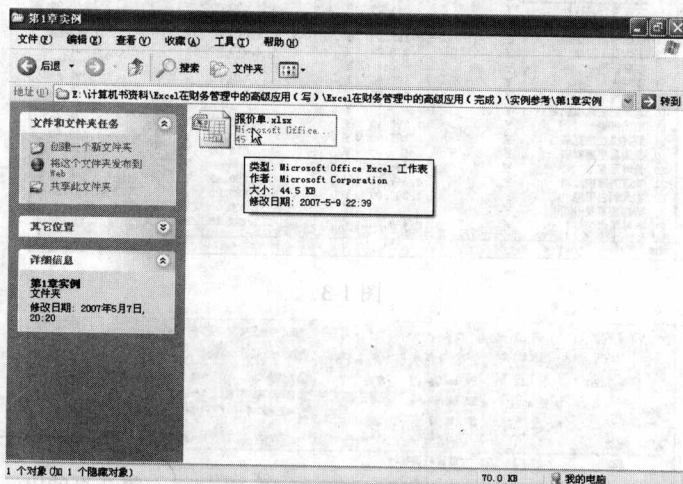 第1章实例
文件(F) 编辑(E) 查看(V) 收藏(A) 工具(T) 帮助(H)
后退 搜索 文件夹
地址(D) E:\计算机书资料\Excel在财务管理中的高级应用（写）\Excel在财务管理中的高级应用（完成）\实例参考\第1章实例 转到
文件和文件夹任务
创建一个新文件夹
将这个文件夹发布到
Web
共享此文件夹
其它位置
详细信息
第1章实例
文件夹
修改日期: 2007年5月7日,
20:20
报价单.xlsx
Microsoft Office...
45
类型: Microsoft Office Excel 工作表
作者: Microsoft Corporation
大小: 44.5 KB
修改日期: 2007-5-9 22:39
图1-3
1 个对象(加 1 个隐藏对象) 70.0 KB 我的电脑